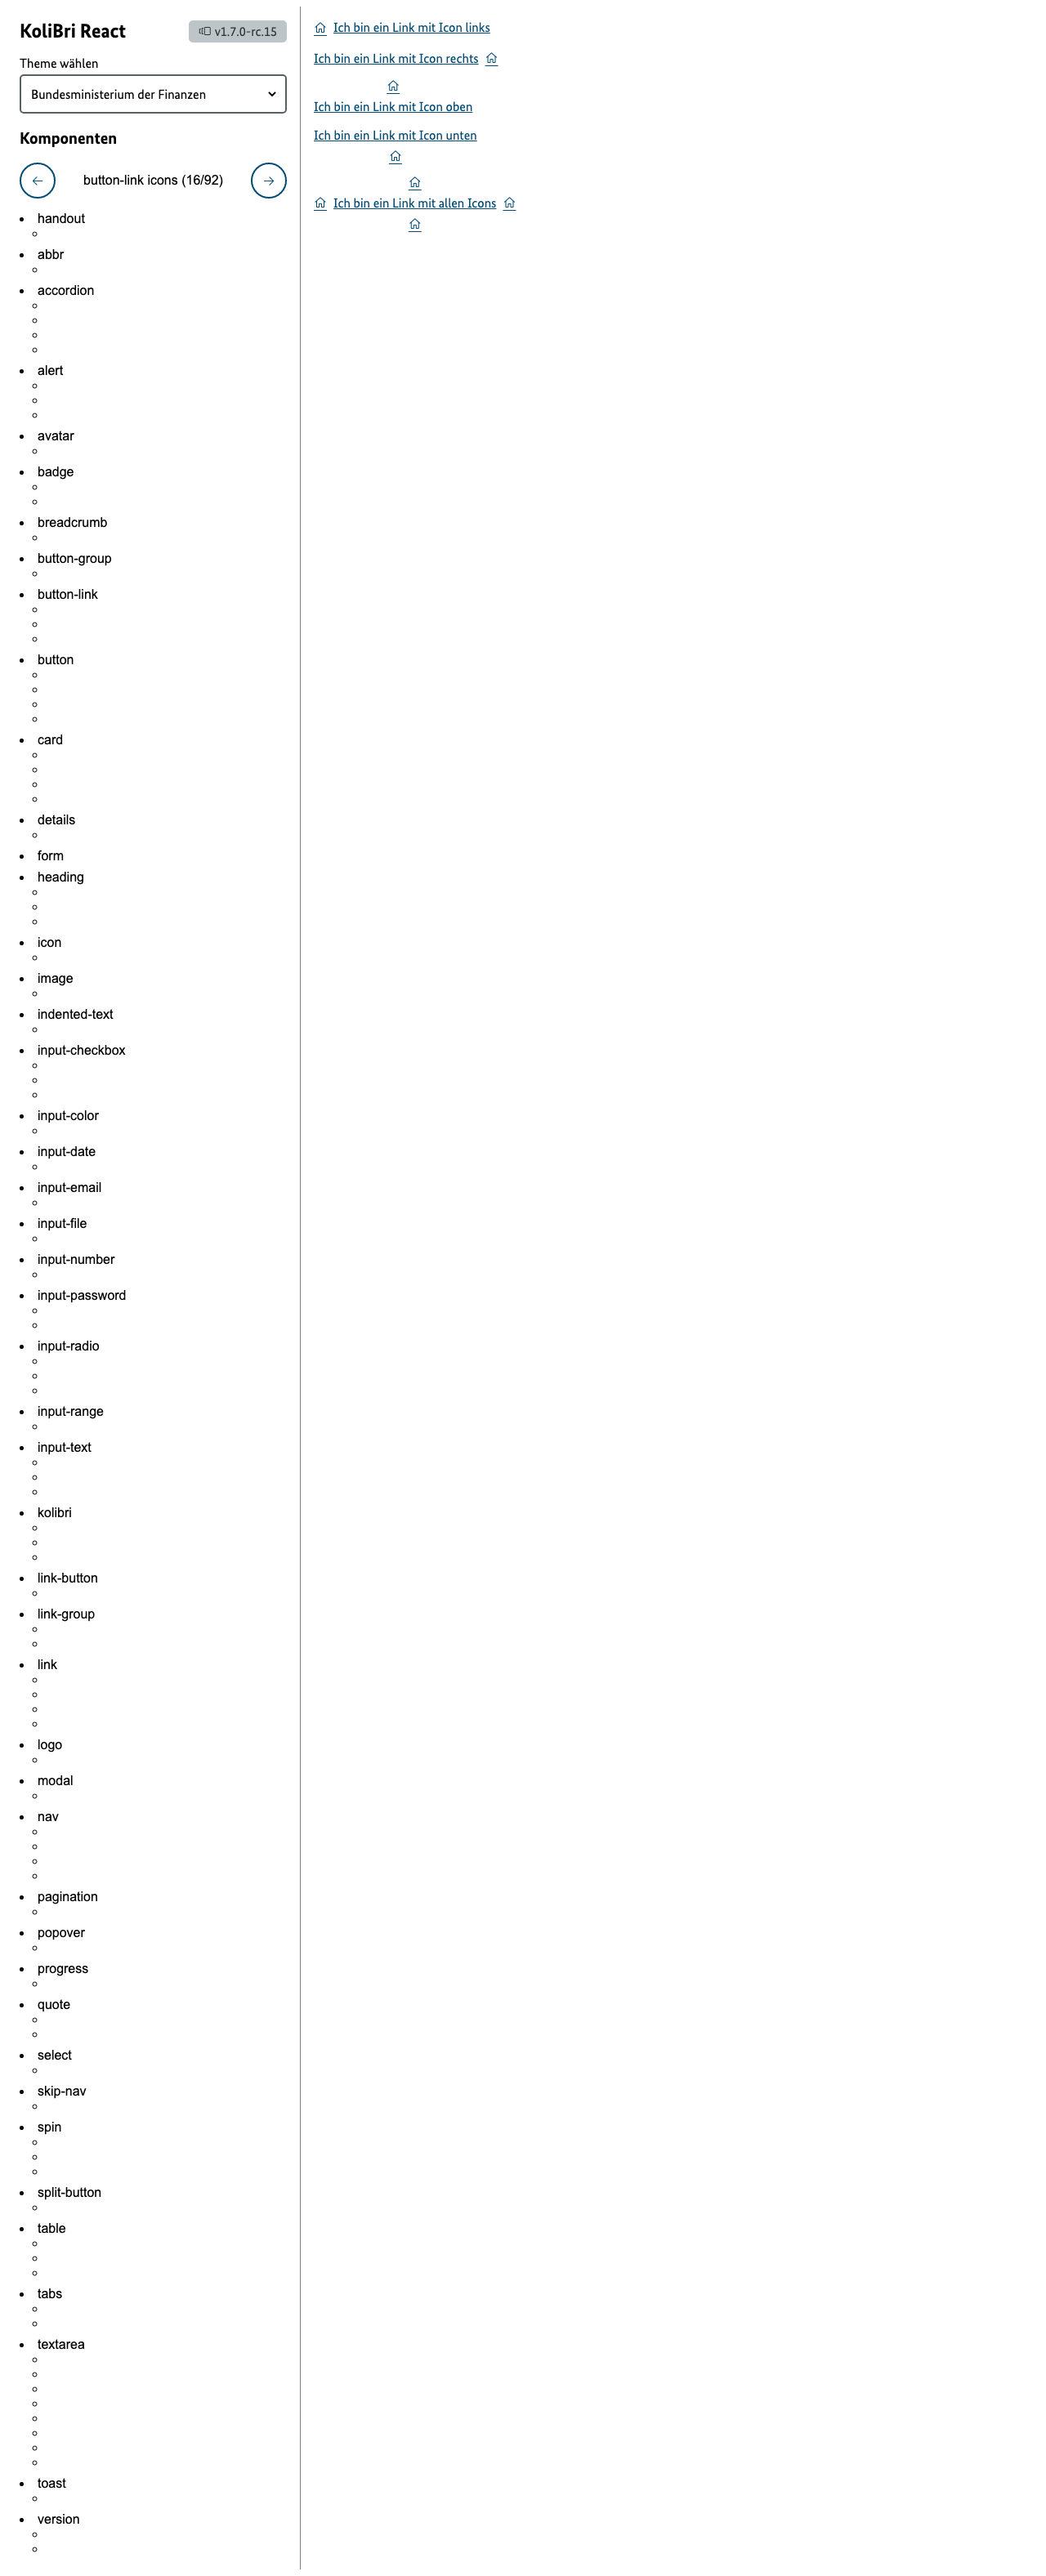 KoliBri React
v1.7.0-rc.15
Theme wählen
Bundesministerium der Finanzen
Komponenten
button-link icons (16/92)
handout
abbr
accordion
alert
avatar
badge
breadcrumb
button-group
button-link
button
card
details
form
heading
icon
image
indented-text
input-checkbox
input-color
input-date
input-email
input-file
input-number
input-password
input-radio
input-range
input-text
kolibri
link-button
link-group
link
logo
modal
nav
pagination
popover
progress
quote
select
skip-nav
spin
split-button
table
tabs
textarea
toast
version
Ich bin ein Link mit Icon links
Ich bin ein Link mit Icon rechts
Ich bin ein Link mit Icon oben
Ich bin ein Link mit Icon unten
Ich bin ein Link mit allen Icons